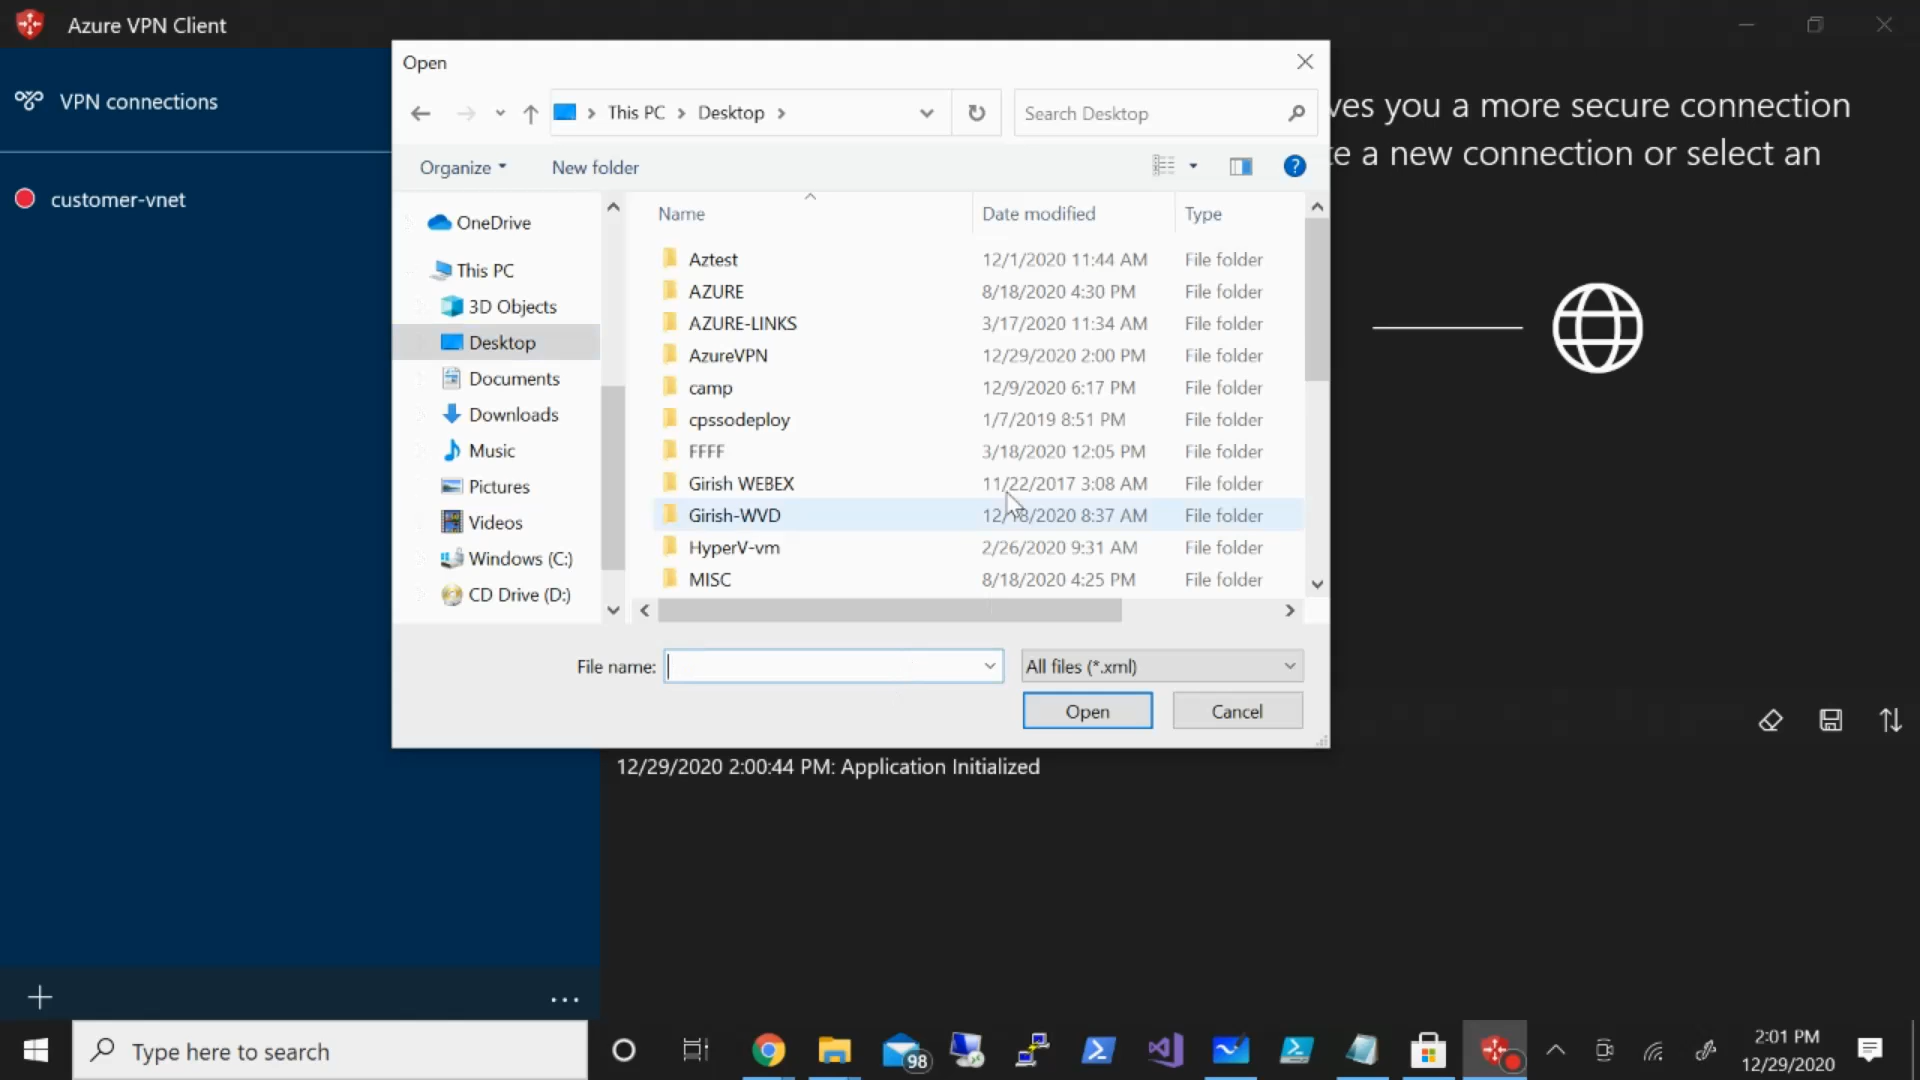 Azure VPN Client
VPN connections
customer-vnet
Open
This PC
Desktop
Search Desktop
Organize
New folder
OneDrive
This PC
3D Objects
Desktop
Documents
Downloads
Music
Pictures
Videos
Windows (C:)
CD Drive (D:)
Name Date modified Type
Aztest 12/1/2020 11:44 AM File folder
AZURE 8/18/2020 4:30 PM File folder
AZURE-LINKS 3/17/2020 11:34 AM File folder
AzureVPN 12/29/2020 2:00 PM File folder
camp 12/9/2020 6:17 PM File folder
cpssodeploy 1/7/2019 8:51 PM File folder
FFFF 3/18/2020 12:05 PM File folder
Girish WEBEX 11/22/2017 3:08 AM File folder
Girish-WVD 8:37 AM File folder
HyperV-vm 2/26/2020 9:31 AM File folder
MISC 8/18/2020 4:25 PM File folder
File name:
All files (*.xml)
Open
Cancel
ves you a more secure connection
e a new connection or select an
12/29/2020 2:00:44 PM: Application Initialized
Type here to search
98
2:01 PM
12/29/2020